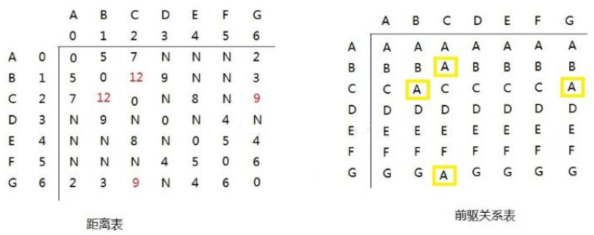 A B C D E F G
0 1 2 3 4 5 6
A 0 0 5 7 N N N 2
B 1 5 0 12 9 N N 3
C 2 7 12 0 N 8 N 9
D 3 N 9 N 0 N 4 N
E 4 N N 8 N 0 5 4
F 5 N N N 4 5 0 6
G 6 2 3 9 N 4 6 0
距离表
A B C D E F G
A A A A A A A A
B B B A B B B B
C C A C C C C A
D D D D D D D D
E E E E E E E E
F F F F F F F F
G G G A G G G G
前驱关系表